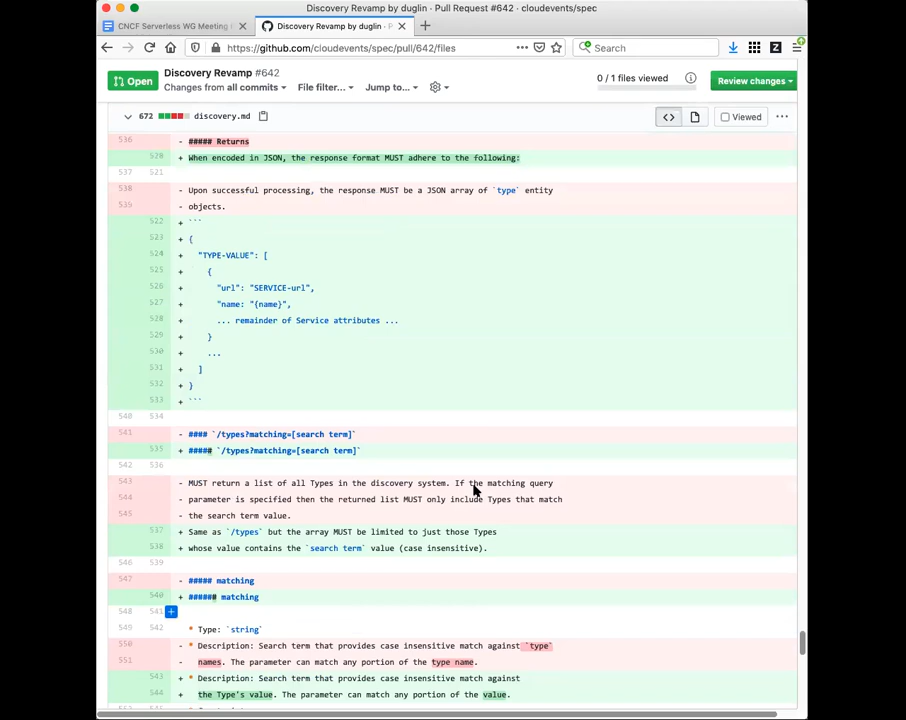 Discovery Revamp by duglin · Pull Request #642 · cloudevents/spec
CNCF Serverless WG Meeting
Discovery Revamp by duglin · P
https://github.com/cloudevents/spec/pull/642/files
Search
Open
Discovery Revamp #642
Changes from all commits
File filter...
Jump to...
0 / 1 files viewed
Review changes
672
discovery.md
Viewed
536 - ##### Returns
520 + When encoded in JSON, the response format MUST adhere to the following:
537 521
538 - Upon successful processing, the response MUST be a JSON array of `type` entity
539 - objects.
522 + ```
523 + {
524 + "TYPE-VALUE": [
525 + {
526 + "url": "SERVICE-url",
527 + "name: "{name}",
528 + ... remainder of Service attributes ...
529 + }
530 + ...
531 + ]
532 + }
533 + ```
540 534
541 - #### `/types?matching=[search term]`
535 + ##### `/types?matching=[search term]`
542 536
543 - MUST return a list of all Types in the discovery system. If the matching query
544 - parameter is specified then the returned list MUST only include Types that match
545 - the search term value.
537 + Same as `/types` but the array MUST be limited to just those Types
538 + whose value contains the `search term` value (case insensitive).
546 539
547 - ##### matching
540 + ###### matching
548 541
549 542 * Type: `string`
550 - * Description: Search term that provides case insensitive match against `type`
551 - names. The parameter can match any portion of the type name.
543 + * Description: Search term that provides case insensitive match against
544 + the Type's value. The parameter can match any portion of the value.